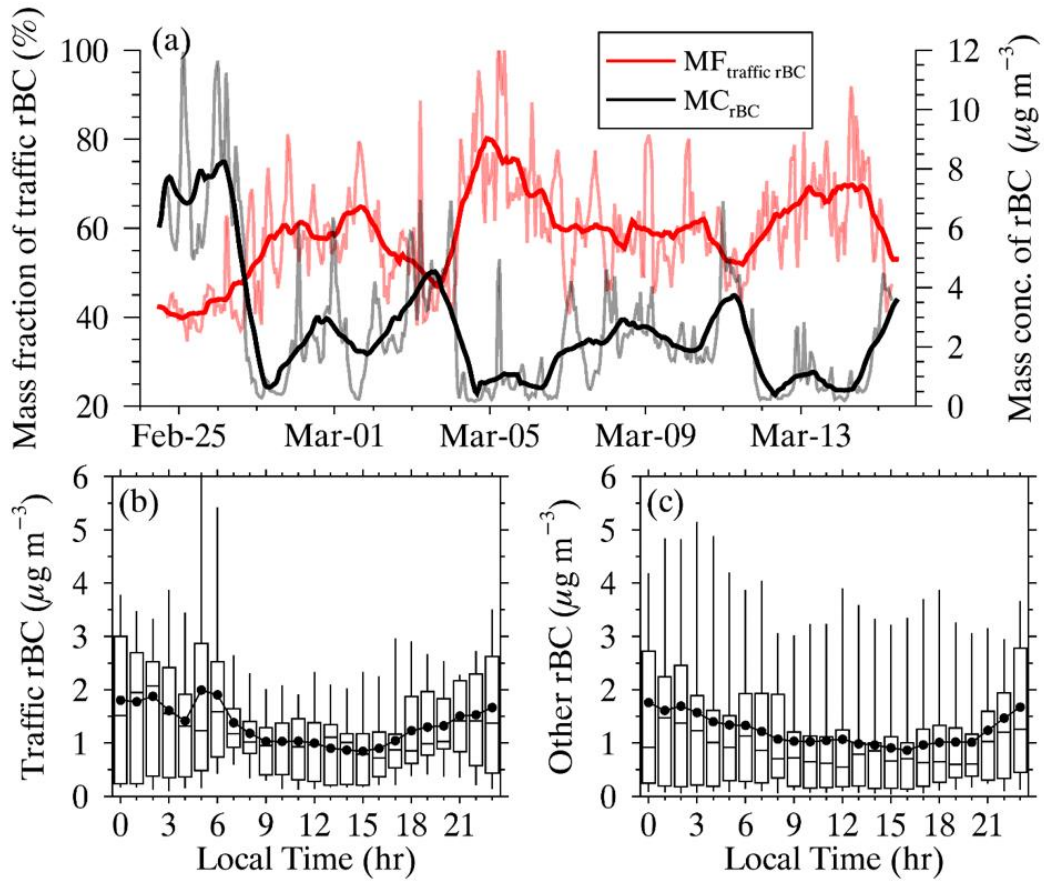 (a)
Mass fraction of traffic rBC (%)
100
80
60
40
20
MF traffic rBC
MC rBC
12
10
8
6
4
2
0
Mass conc. of rBC (μg m⁻³)
Feb-25 Mar-01 Mar-05 Mar-09 Mar-13
(b)
Traffic rBC (μg m⁻³)
6
5
4
3
2
1
0
0 3 6 9 12 15 18 21
Local Time (hr)
(c)
Other rBC (μg m⁻³)
6
5
4
3
2
1
0
0 3 6 9 12 15 18 21
Local Time (hr)